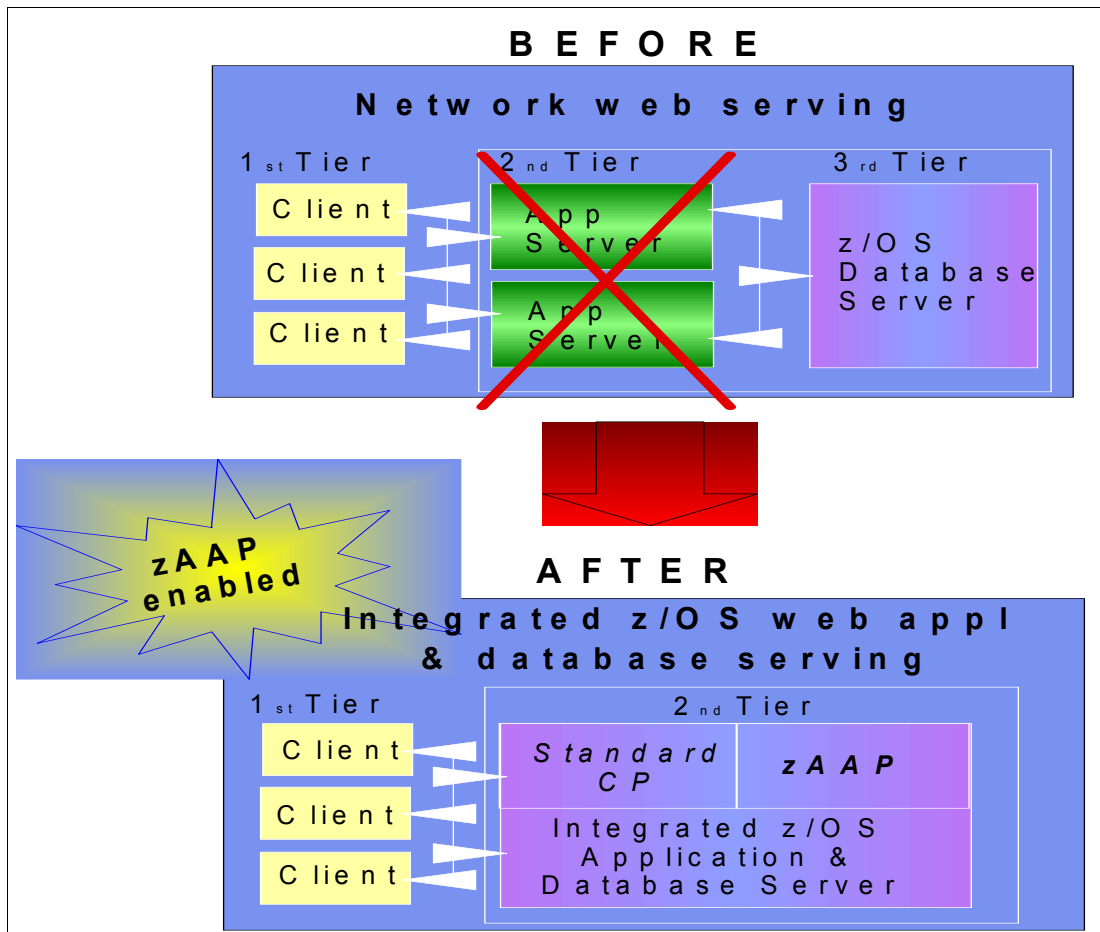 BEFORE
Network web serving
1st Tier
2nd Tier
3rd Tier
Client
Client
Client
App
Server
App
Server
z/OS
Database
Server
zAAP
enabled
AFTER
Integrated z/OS web appl
& database serving
1st Tier
2nd Tier
Client
Client
Client
Standard
CP
zAAP
Integrated z/OS
Application &
Database Server